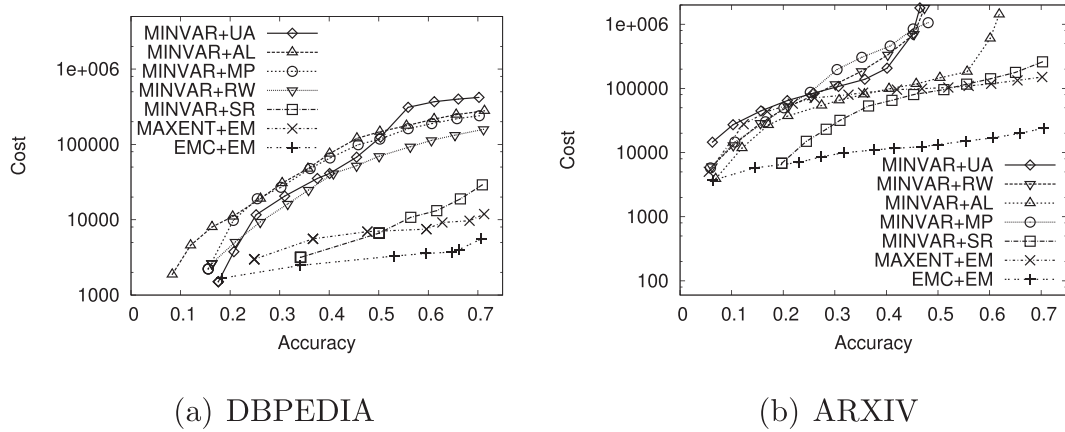 MINVAR+UA
MINVAR+AL
MINVAR+MP
MINVAR+RW
MINVAR+SR
MAXENT+EM
EMC+EM
1e+006
100000
10000
1000
Cost
0 0.1 0.2 0.3 0.4 0.5 0.6 0.7
Accuracy
(a) DBPEDIA
1e+006
100000
10000
1000
100
Cost
MINVAR+UA
MINVAR+RW
MINVAR+AL
MINVAR+MP
MINVAR+SR
MAXENT+EM
EMC+EM
0 0.1 0.2 0.3 0.4 0.5 0.6 0.7
Accuracy
(b) ARXIV